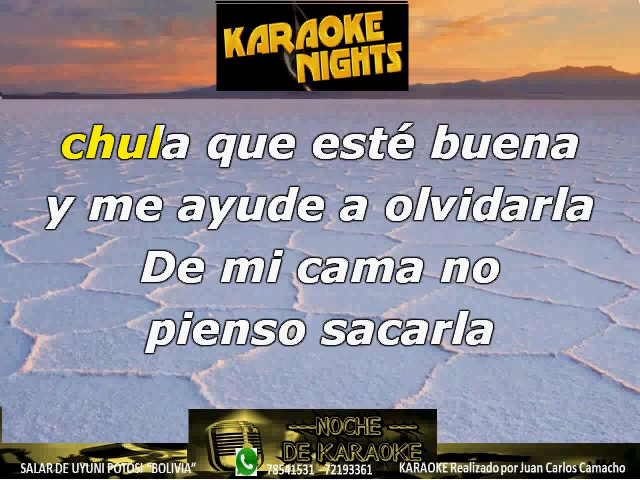 KARAOKE
NIGHTS
chula que esté buena
y me ayude a olvidarla
De mi cama no
pienso sacarla
---NOCHE---
DE KARAOKE
SALAR DE UYUNI POTOSI "BOLIVIA" 78541531 - 72193361 KARAOKE Realizado por Juan Carlos Camacho